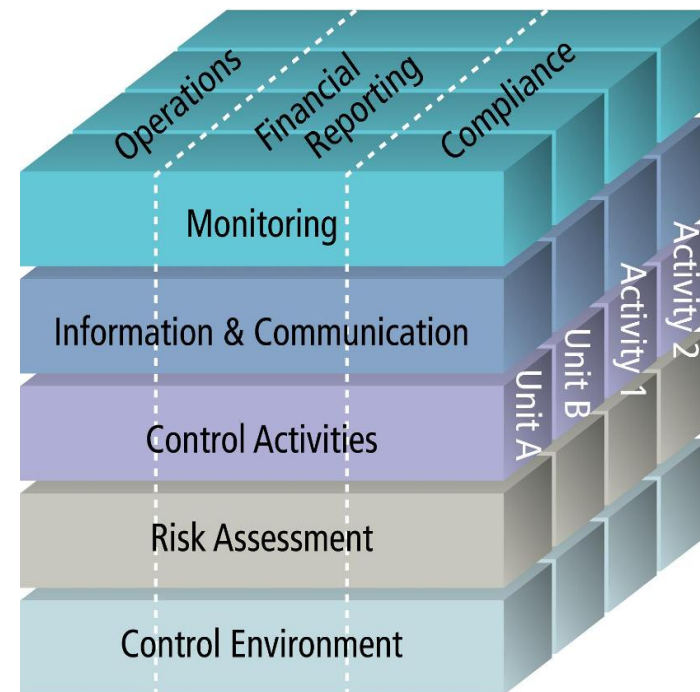 Operations
Financial
Reporting
Compliance
Monitoring
Information & Communication
Control Activities
Risk Assessment
Control Environment
Unit A
Unit B
Activity 1
Activity 2